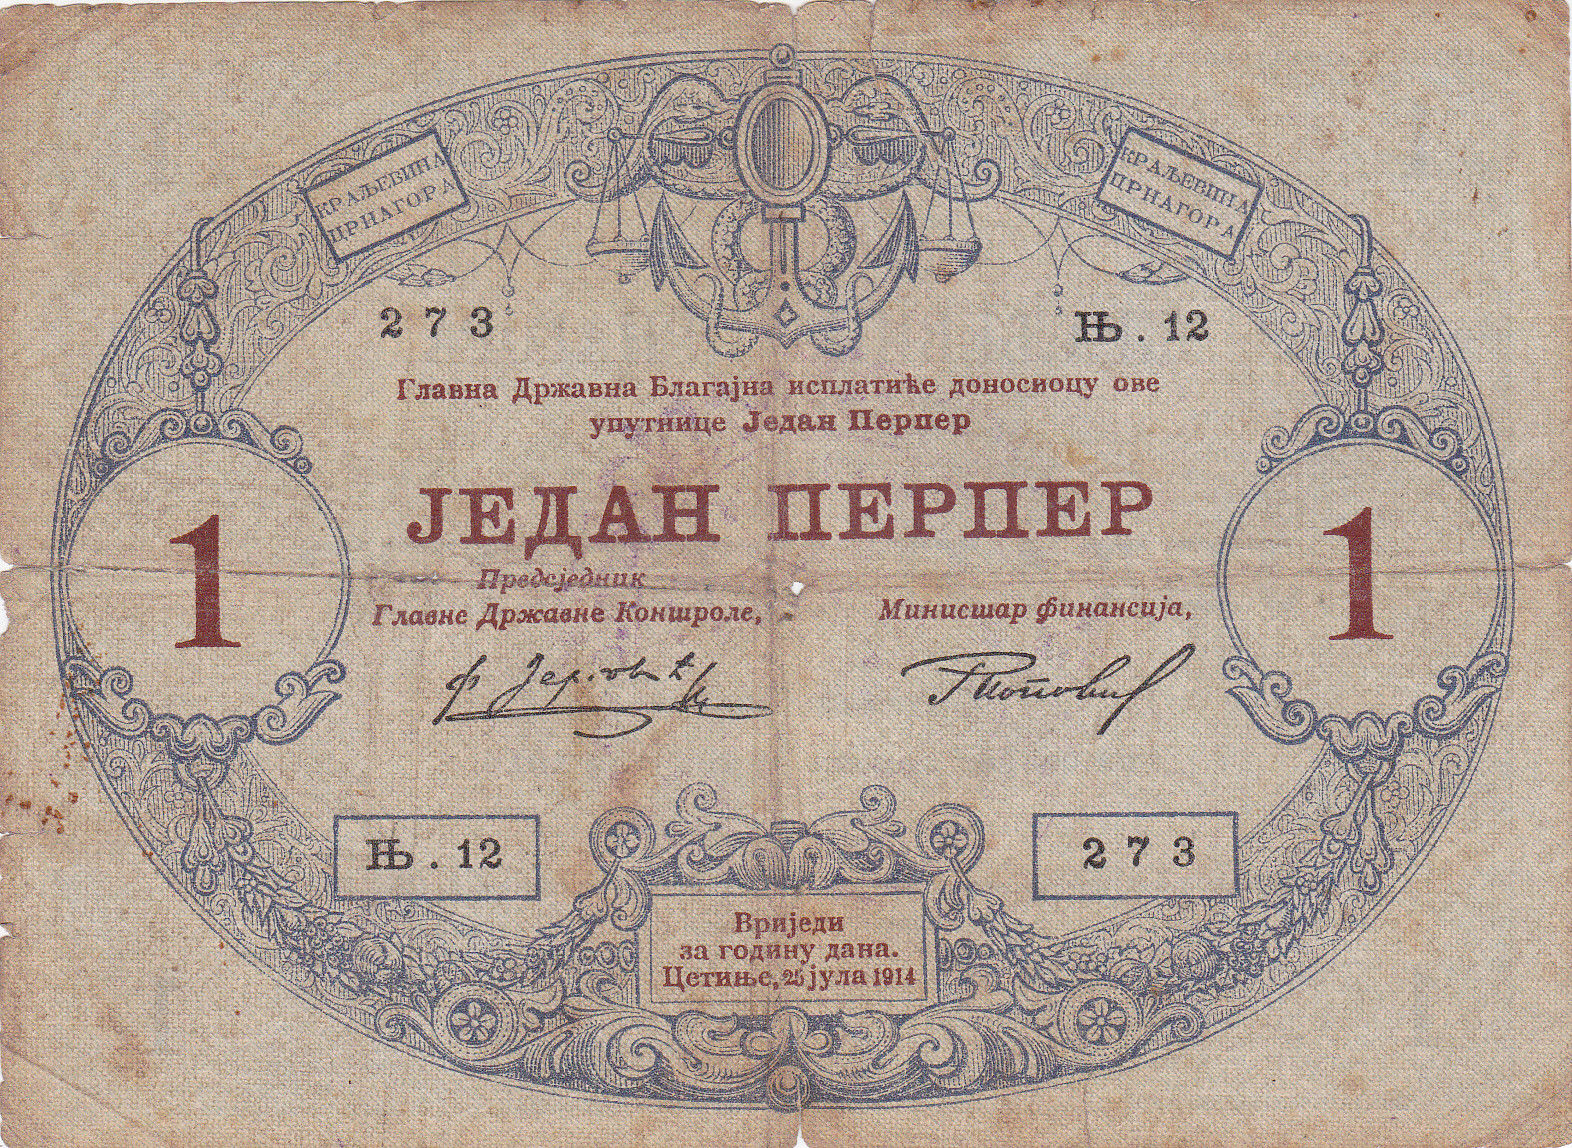 КРАЉЕВИНА
ЦРНАГОРА
КРАЉЕВИНА
ЦРНАГОРА
273
Њ. 12
Главна Државна Благајна исплатиће доносиоцу ове
упутнице Један Перпер
ЈЕДАН ПЕРПЕР
1
1
Предсједник
Главне Државне Контроле,
Министар финансија,
Њ. 12
273
Вриједи
за годину дана.
Цетиње, 25 јула 1914